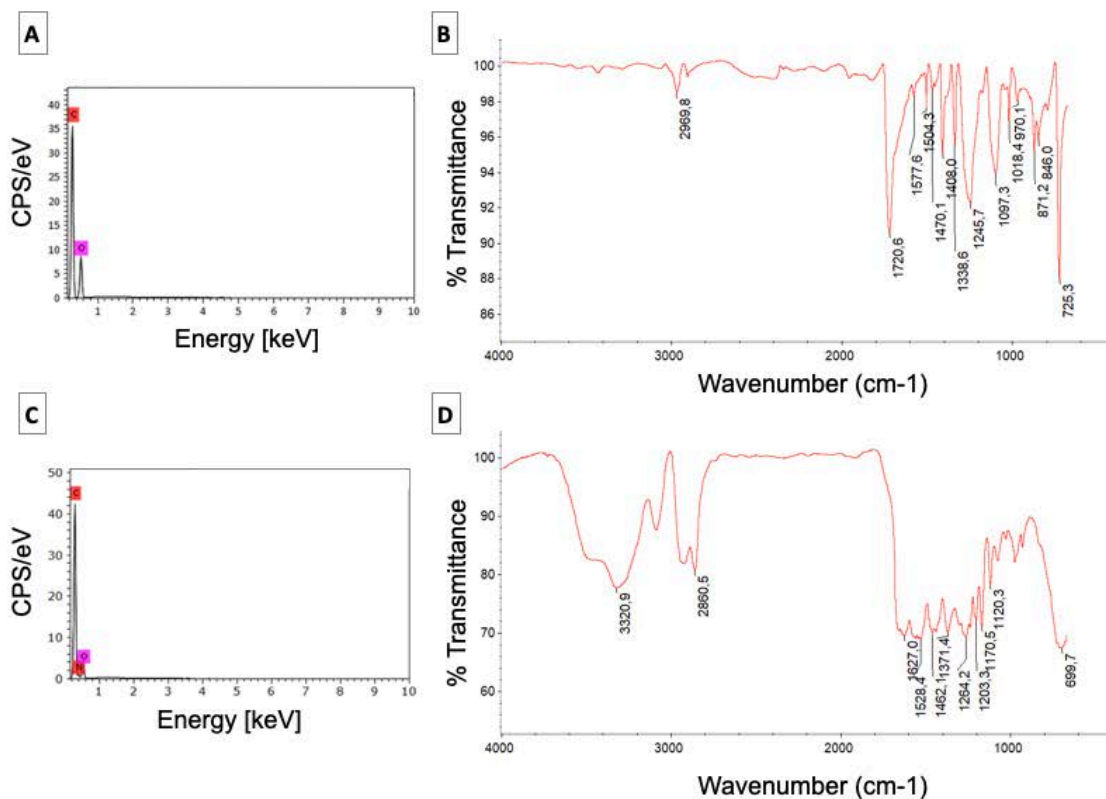 A
CPS/eV
40
35
30
25
20
15
10
5
0
C
O
1 2 3 4 5 6 7 8 9 10
Energy [keV]
B
% Transmittance
100
98
96
94
92
90
88
86
2969,8
1720,6
1577,6
1504,3
1470,1
1408,0
1338,6
1245,7
1097,3
1018,4
970,1
871,2
846,0
725,3
4000 3000 2000 1000
Wavenumber (cm-1)
C
CPS/eV
50
40
30
20
10
0
C
N
O
1 2 3 4 5 6 7 8 9 10
Energy [keV]
D
% Transmittance
100
90
80
70
60
3320,9
2860,5
1627,0
1528,4
1462,1
1371,4
1264,2
1203,3
1170,5
1120,3
699,7
4000 3000 2000 1000
Wavenumber (cm-1)